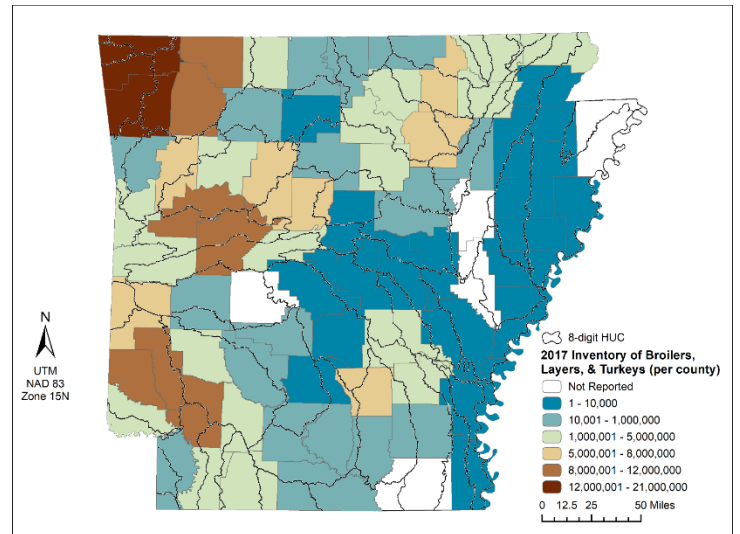 N
UTM
NAD 83
Zone 15N
8-digit HUC
2017 Inventory of Broilers,
Layers, & Turkeys (per county)
Not Reported
1 - 10,000
10,001 - 1,000,000
1,000,001 - 5,000,000
5,000,001 - 8,000,000
8,000,001 - 12,000,000
12,000,001 - 21,000,000
0 12.5 25 50 Miles